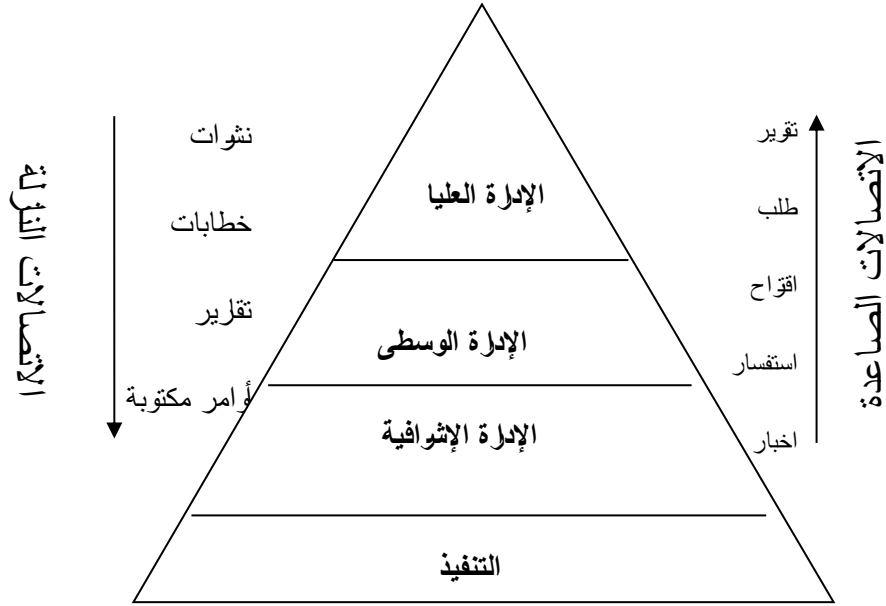 الاتصالات الصاعدة
تقرير
طلب
اقتراح
استفسار
اخبار
الإدارة العليا
الإدارة الوسطى
الإدارة الإشرافية
التنفيذ
نشرات
خطابات
تقارير
أوامر مكتوبة
الاتصالات النازلة